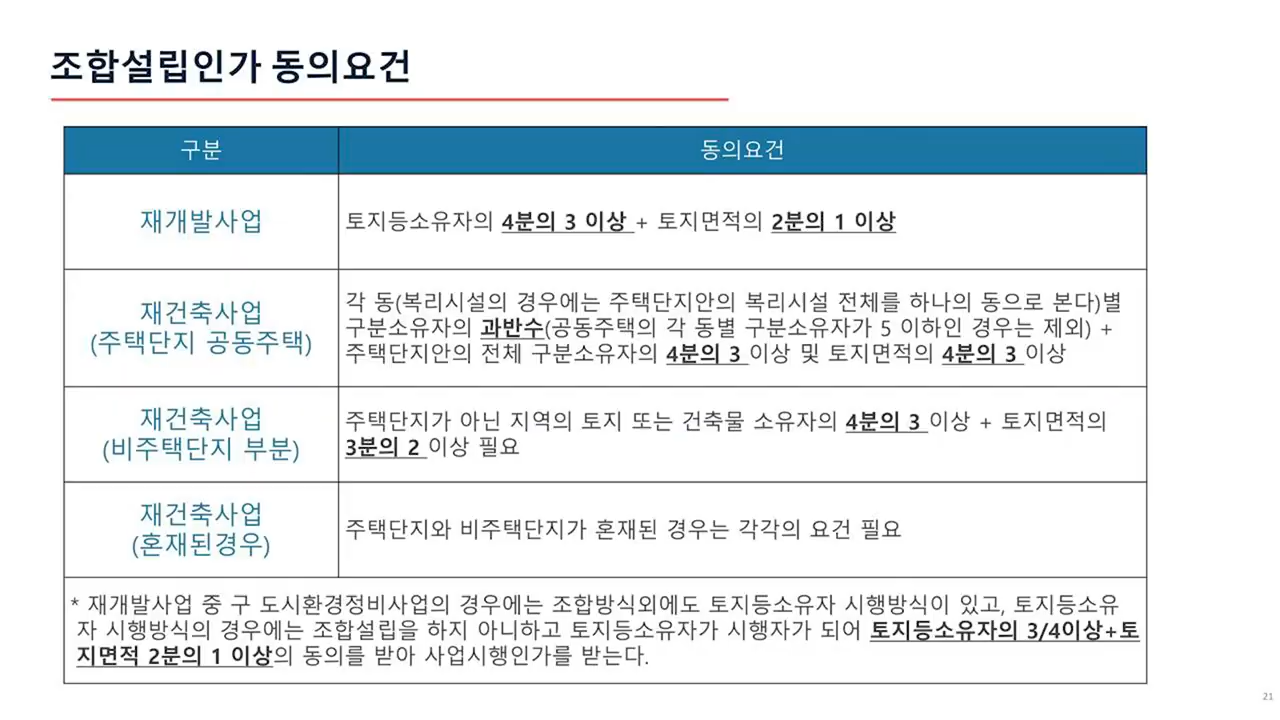 조합설립인가 동의요건
구분
동의요건
재개발사업
토지등소유자의 4분의 3 이상 + 토지면적의 2분의 1 이상
재건축사업
(주택단지 공동주택)
각 동(복리시설의 경우에는 주택단지안의 복리시설 전체를 하나의 동으로 본다)별
구분소유자의 과반수(공동주택의 각 동별 구분소유자가 5 이하인 경우는 제외) +
주택단지안의 전체 구분소유자의 4분의 3 이상 및 토지면적의 4분의 3 이상
재건축사업
(비주택단지 부분)
주택단지가 아닌 지역의 토지 또는 건축물 소유자의 4분의 3 이상 + 토지면적의
3분의 2 이상 필요
재건축사업
(혼재된경우)
주택단지와 비주택단지가 혼재된 경우는 각각의 요건 필요
* 재개발사업 중 구 도시환경정비사업의 경우에는 조합방식외에도 토지등소유자 시행방식이 있고, 토지등소유
자 시행방식의 경우에는 조합설립을 하지 아니하고 토지등소유자가 시행자가 되어 토지등소유자의 3/4이상+토
지면적 2분의 1 이상의 동의를 받아 사업시행인가를 받는다.
21